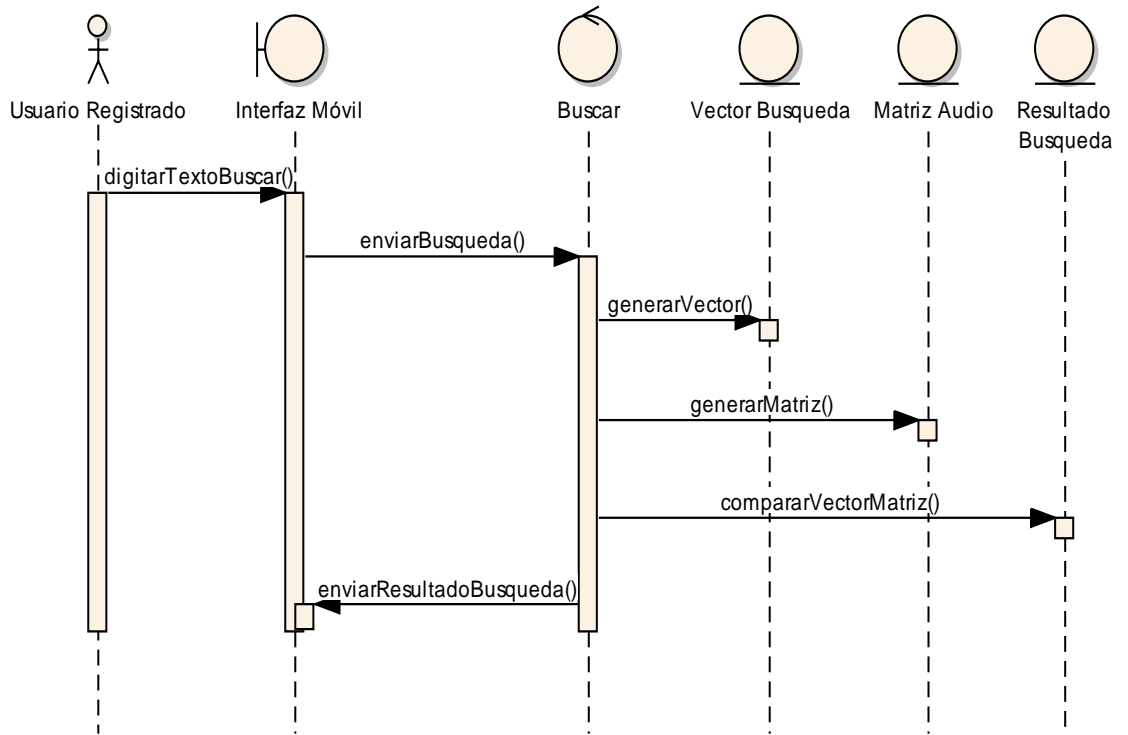 Usuario Registrado
Interfaz Móvil
Buscar
Vector Busqueda
Matriz Audio
Resultado
Busqueda
digitarTextoBuscar()
enviarBusqueda()
generarVector()
generarMatriz()
compararVectorMatriz()
enviarResultadoBusqueda()